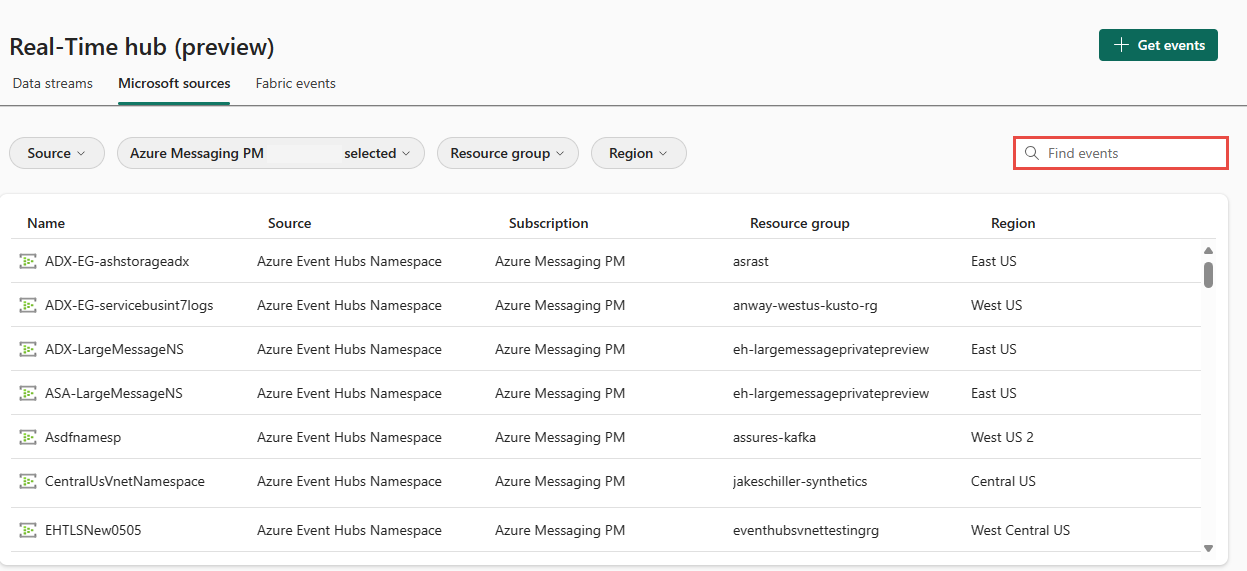 Real-Time hub (preview)
Get events
Data streams Microsoft sources Fabric events
Source Azure Messaging PM selected Resource group Region Find events
Name Source Subscription Resource group Region
ADX-EG-ashstorageadx Azure Event Hubs Namespace Azure Messaging PM asrast East US
ADX-EG-servicebusint7logs Azure Event Hubs Namespace Azure Messaging PM anway-westus-kusto-rg West US
ADX-LargeMessageNS Azure Event Hubs Namespace Azure Messaging PM eh-largemessageprivatepreview East US
ASA-LargeMessageNS Azure Event Hubs Namespace Azure Messaging PM eh-largemessageprivatepreview East US
Asdfnamesp Azure Event Hubs Namespace Azure Messaging PM assures-kafka West US 2
CentralUsVnetNamespace Azure Event Hubs Namespace Azure Messaging PM jakeschiller-synthetics Central US
EHTLSNew0505 Azure Event Hubs Namespace Azure Messaging PM eventhubsvnettestingrg West Central US